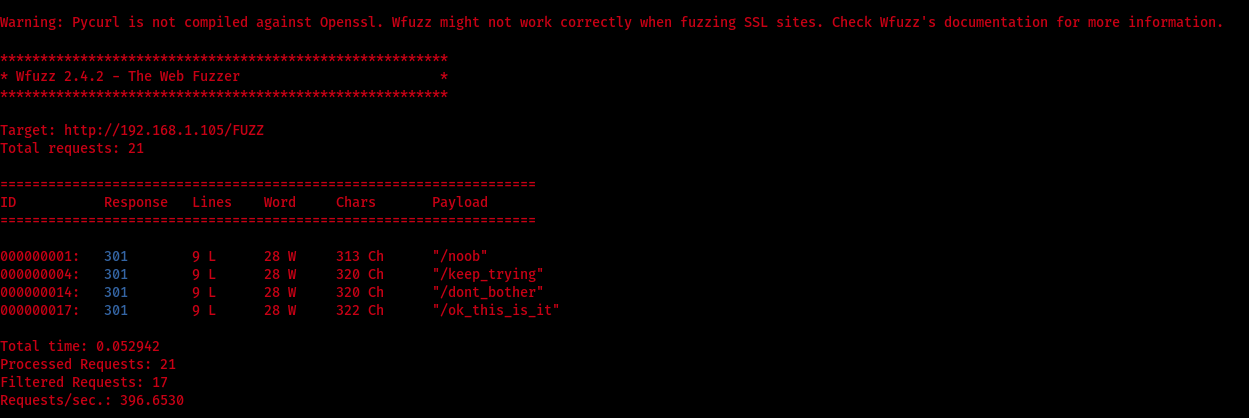 Warning: Pycurl is not compiled against Openssl. Wfuzz might not work correctly when fuzzing SSL sites. Check Wfuzz's documentation for more information.
********************************************************
* Wfuzz 2.4.2 - The Web Fuzzer                         *
********************************************************
Target: http://192.168.1.105/FUZZ
Total requests: 21
===================================================================
ID           Response   Lines    Word     Chars       Payload
===================================================================
000000001:   301        9 L      28 W     313 Ch      "/noob"
000000004:   301        9 L      28 W     320 Ch      "/keep_trying"
000000014:   301        9 L      28 W     320 Ch      "/dont_bother"
000000017:   301        9 L      28 W     322 Ch      "/ok_this_is_it"
Total time: 0.052942
Processed Requests: 21
Filtered Requests: 17
Requests/sec.: 396.6530